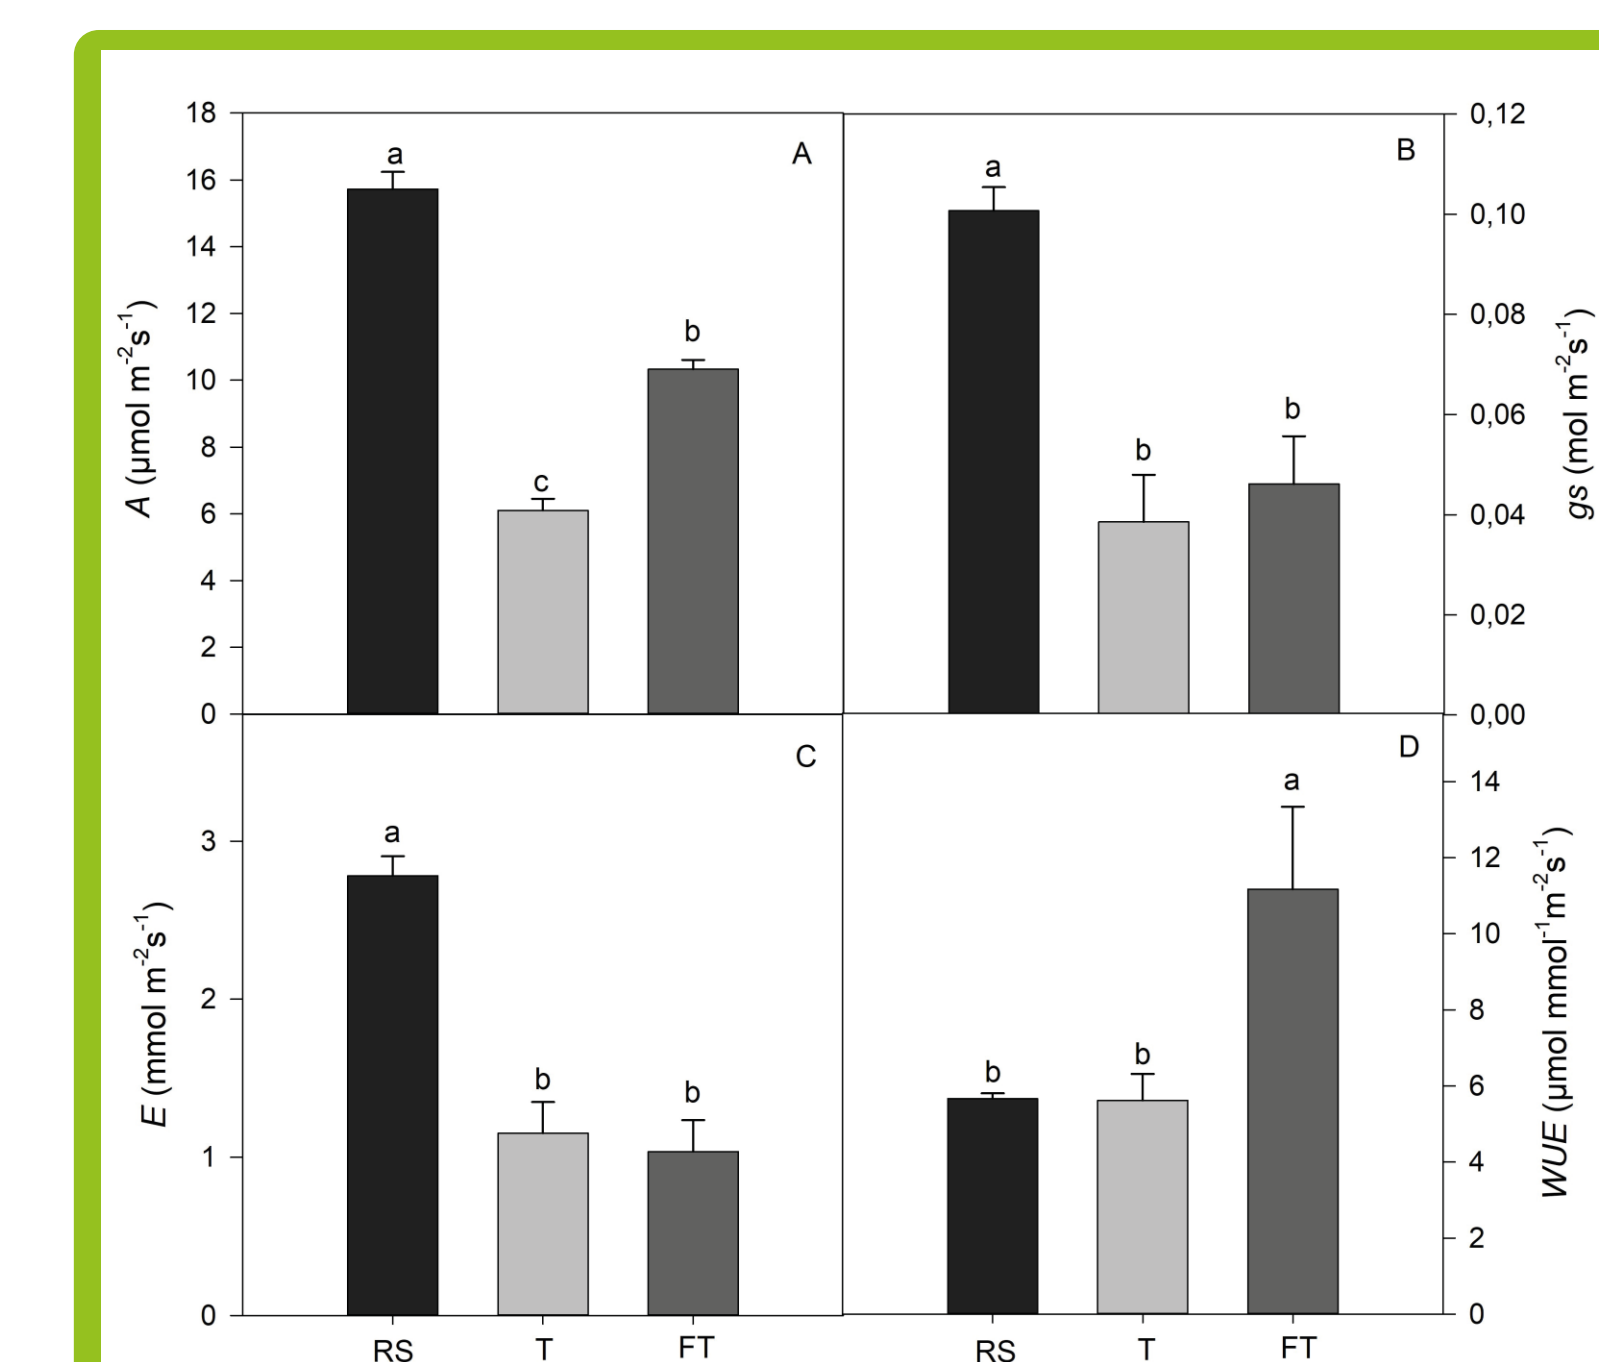 18
16
14
12
10
8
6
4
2
0
A (µmol m-2s-1)
a
c
b
A
a
b
b
B
0,12
0,10
0,08
0,06
0,04
0,02
0,00
gs (mol m-2s-1)
3
2
1
0
E (mmol m-2s-1)
a
b
b
C
RS T FT
b
b
a
D
14
12
10
8
6
4
2
0
WUE (µmol mmol-1m-2s-1)
RS T FT